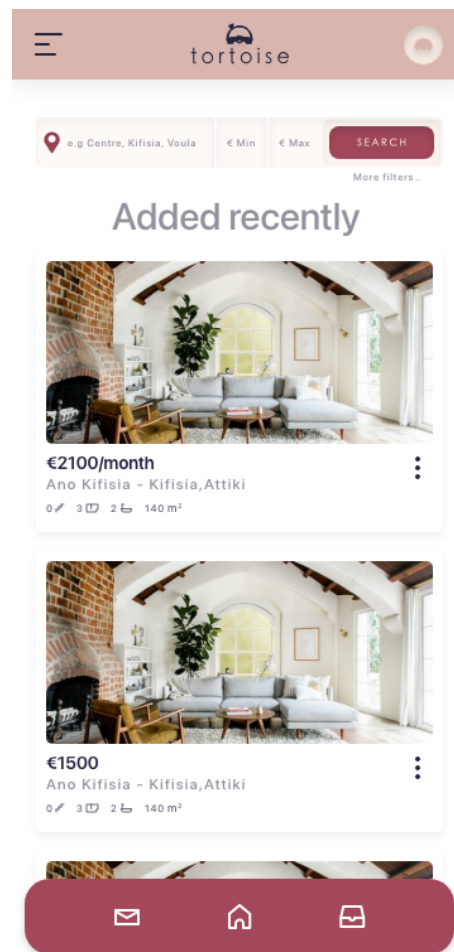 tortoise
e.g Centre, Kifisia, Voula € Min € Max SEARCH
More filters...
Added recently
€2100/month
Ano Kifisia - Kifisia,Attiki
0 3 2 140 m²
€1500
Ano Kifisia - Kifisia,Attiki
0 3 2 140 m²